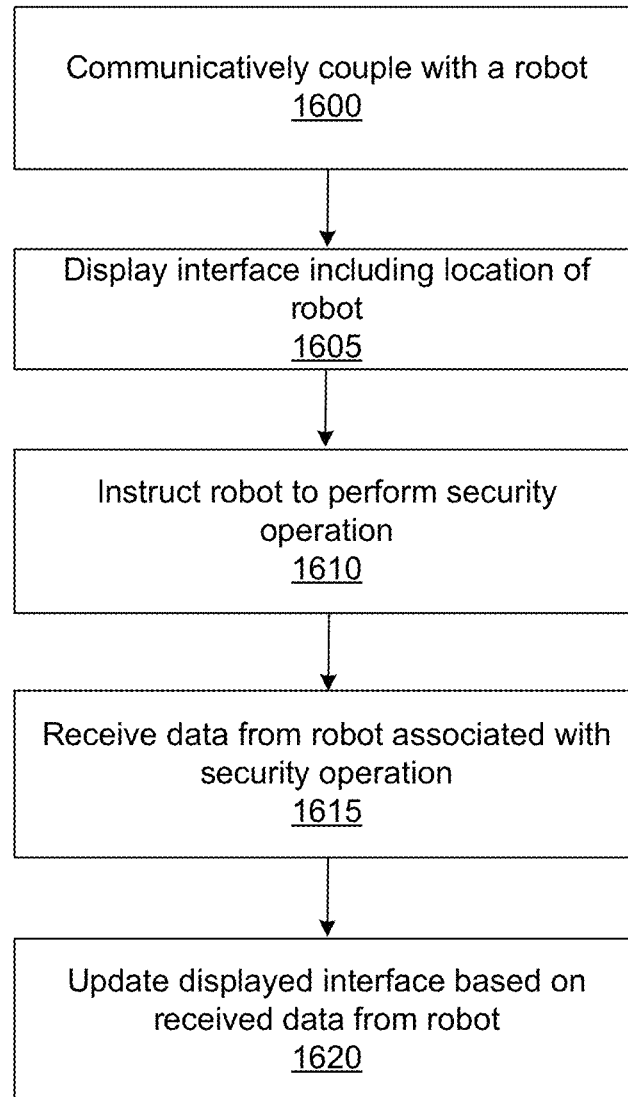 Communicatively couple with a robot
1600
Display interface including location of
robot
1605
Instruct robot to perform security
operation
1610
Receive data from robot associated with
security operation
1615
Update displayed interface based on
received data from robot
1620